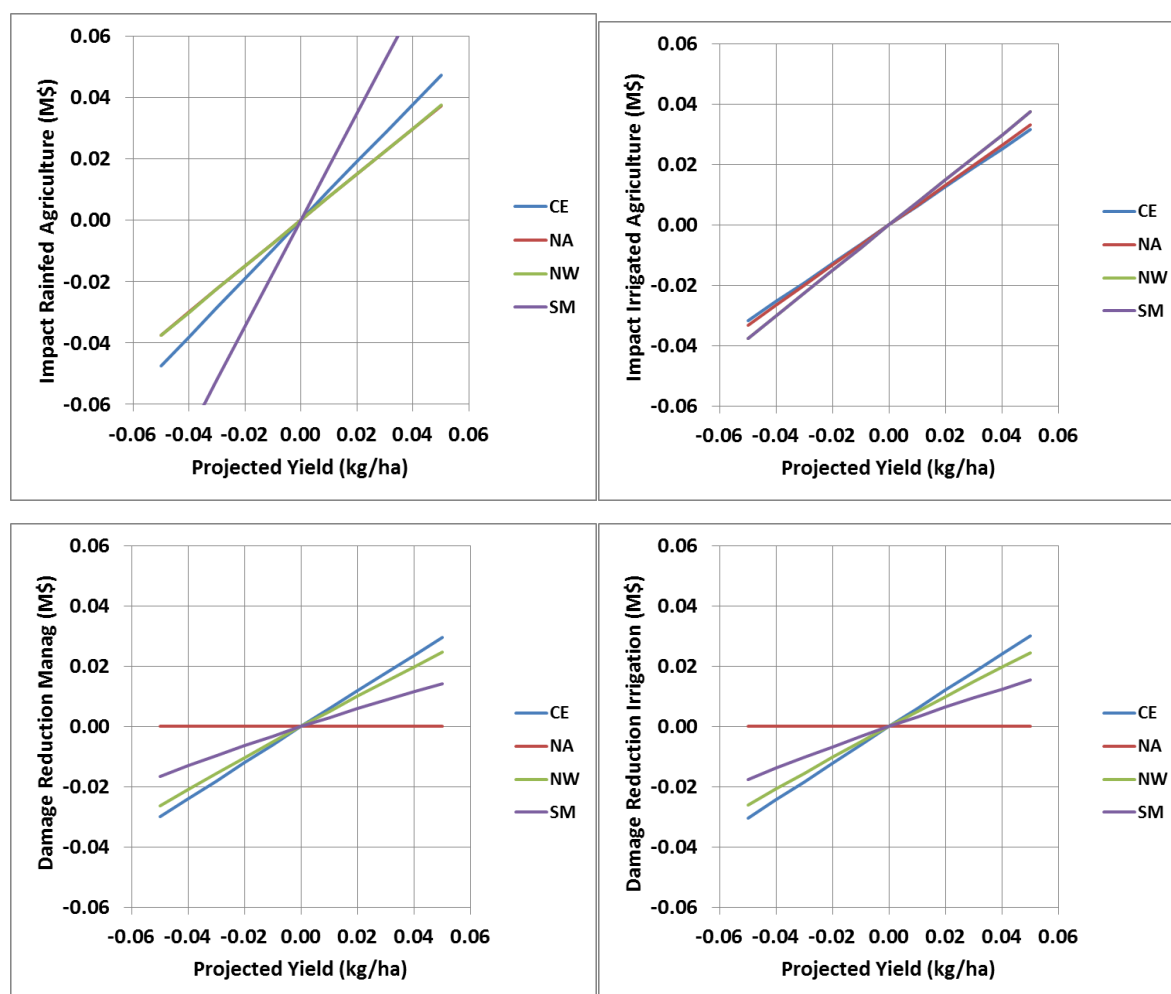 Impact Rainfed Agriculture (M$)
0.06
0.04
0.02
0.00
-0.02
-0.04
-0.06
-0.06 -0.04 -0.02 0.00 0.02 0.04 0.06
Projected Yield (kg/ha)
CE
NA
NW
SM
Impact Irrigated Agriculture (M$)
0.06
0.04
0.02
0.00
-0.02
-0.04
-0.06
-0.06 -0.04 -0.02 0.00 0.02 0.04 0.06
Projected Yield (kg/ha)
CE
NA
NW
SM
Damage Reduction Manag (M$)
0.06
0.04
0.02
0.00
-0.02
-0.04
-0.06
-0.06 -0.04 -0.02 0.00 0.02 0.04 0.06
Projected Yield (kg/ha)
CE
NA
NW
SM
Damage Reduction Irrigation (M$)
0.06
0.04
0.02
0.00
-0.02
-0.04
-0.06
-0.06 -0.04 -0.02 0.00 0.02 0.04 0.06
Projected Yield (kg/ha)
CE
NA
NW
SM